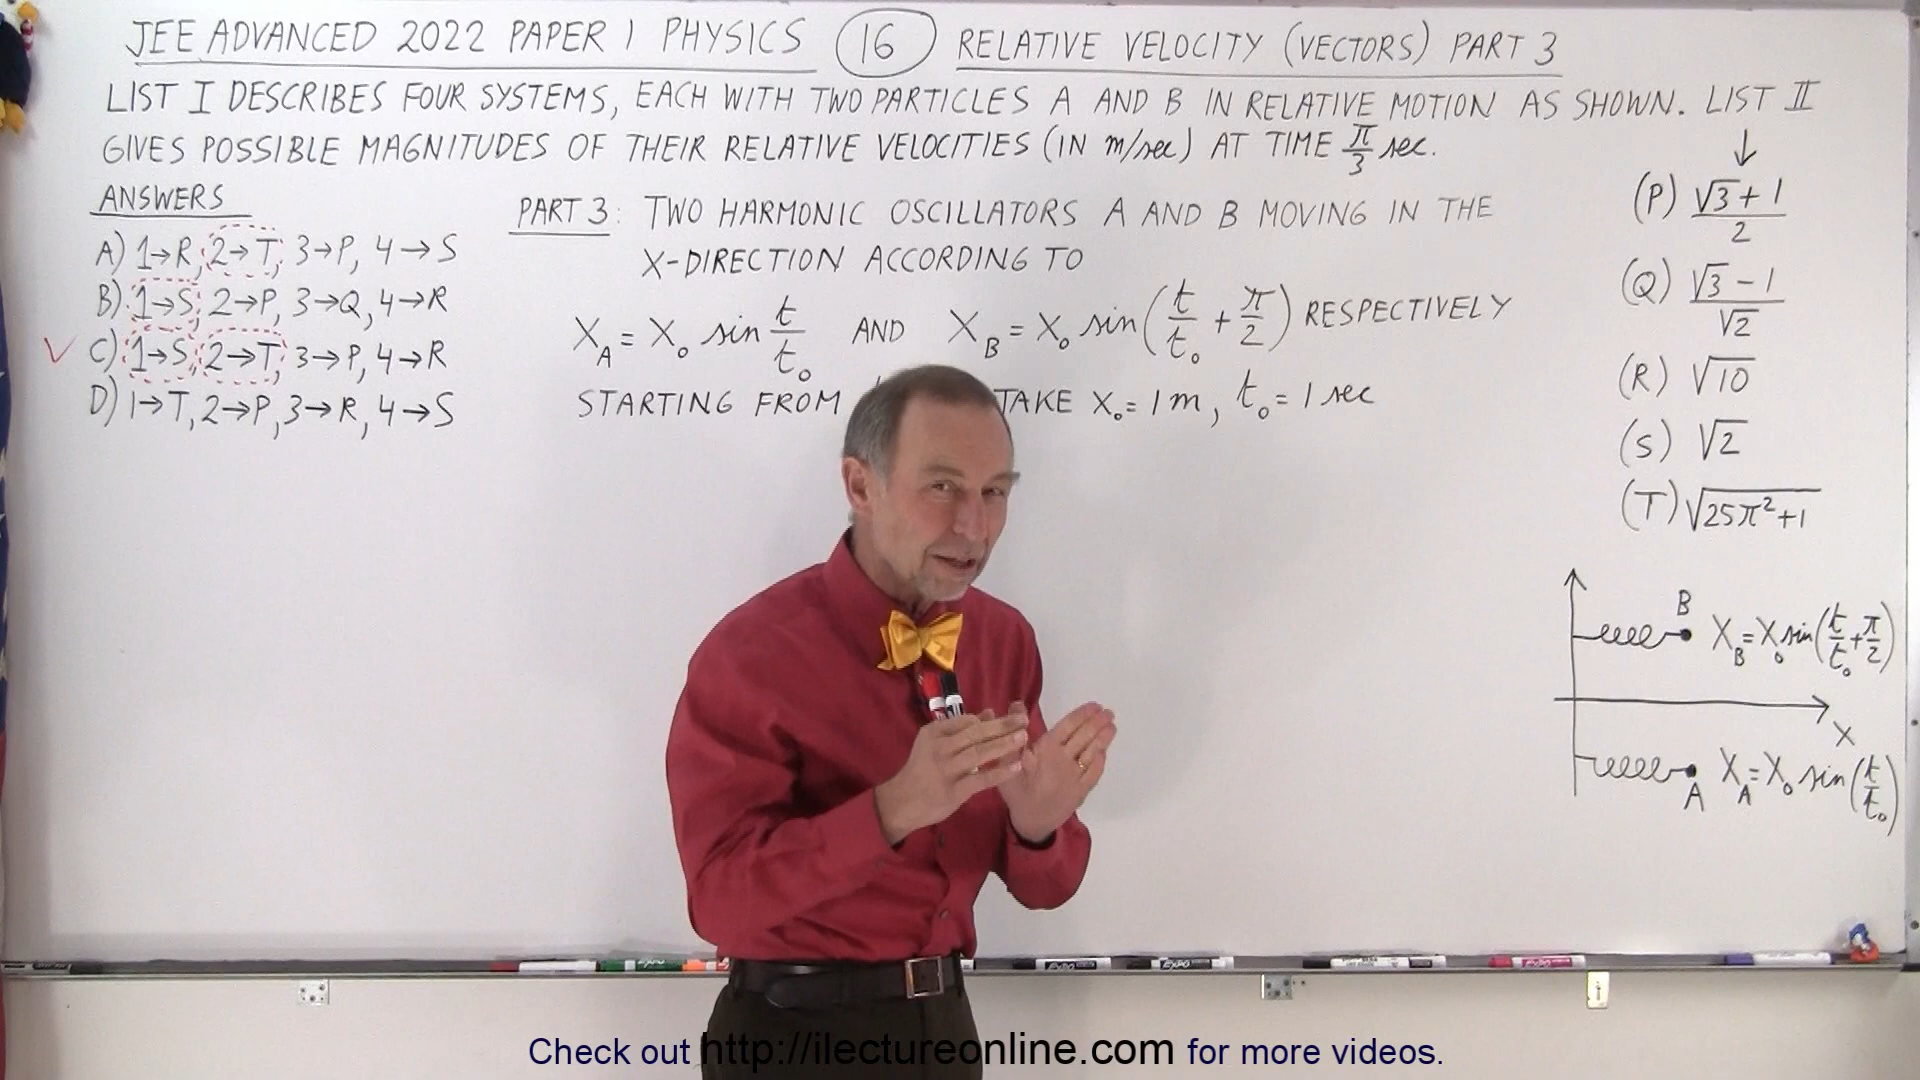 JEE ADVANCED 2022 PAPER 1 PHYSICS (16) RELATIVE VELOCITY (VECTORS) PART 3
LIST I DESCRIBES FOUR SYSTEMS, EACH WITH TWO PARTICLES A AND B IN RELATIVE MOTION AS SHOWN. LIST II
GIVES POSSIBLE MAGNITUDES OF THEIR RELATIVE VELOCITIES (IN m/sec) AT TIME π/3 sec.
ANSWERS
A) 1→R, 2→T, 3→P, 4→S
B) 1→S, 2→P, 3→Q, 4→R
✓ C) 1→S, 2→T, 3→P, 4→R
D) 1→T, 2→P, 3→R, 4→S
PART 3: TWO HARMONIC OSCILLATORS A AND B MOVING IN THE
X-DIRECTION ACCORDING TO
X_A = X_0 sin t/t_0 AND X_B = X_0 sin(t/t_0 + π/2) RESPECTIVELY
STARTING FROM TAKE X_0 = 1m, t_0 = 1 sec
↓
(P) (√3 + 1)/2
(Q) (√3 - 1)/√2
(R) √10
(S) √2
(T) √(25π²+1)
B X_B = X_0 sin(t/t_0 + π/2)
X
A X_A = X_0 sin(t/t_0)
EXPO
EXPO
EXPO
Check out http://ilectureonline.com for more videos.